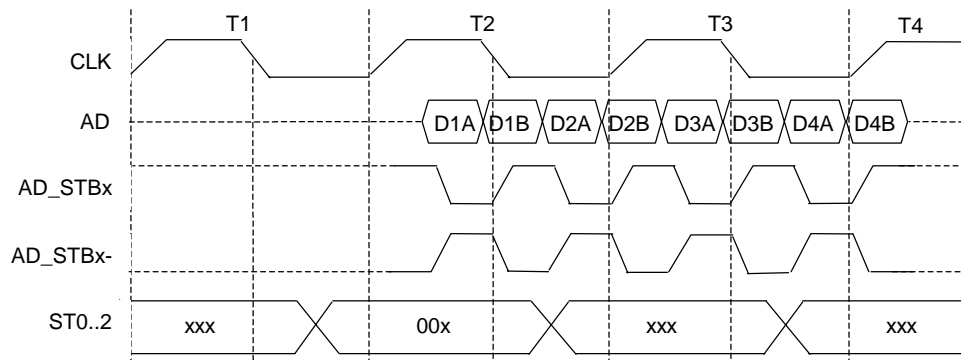 T1 T2 T3 T4
CLK
AD D1A D1B D2A D2B D3A D3B D4A D4B
AD_STBx
AD_STBx-
ST0..2 xxx 00x xxx xxx